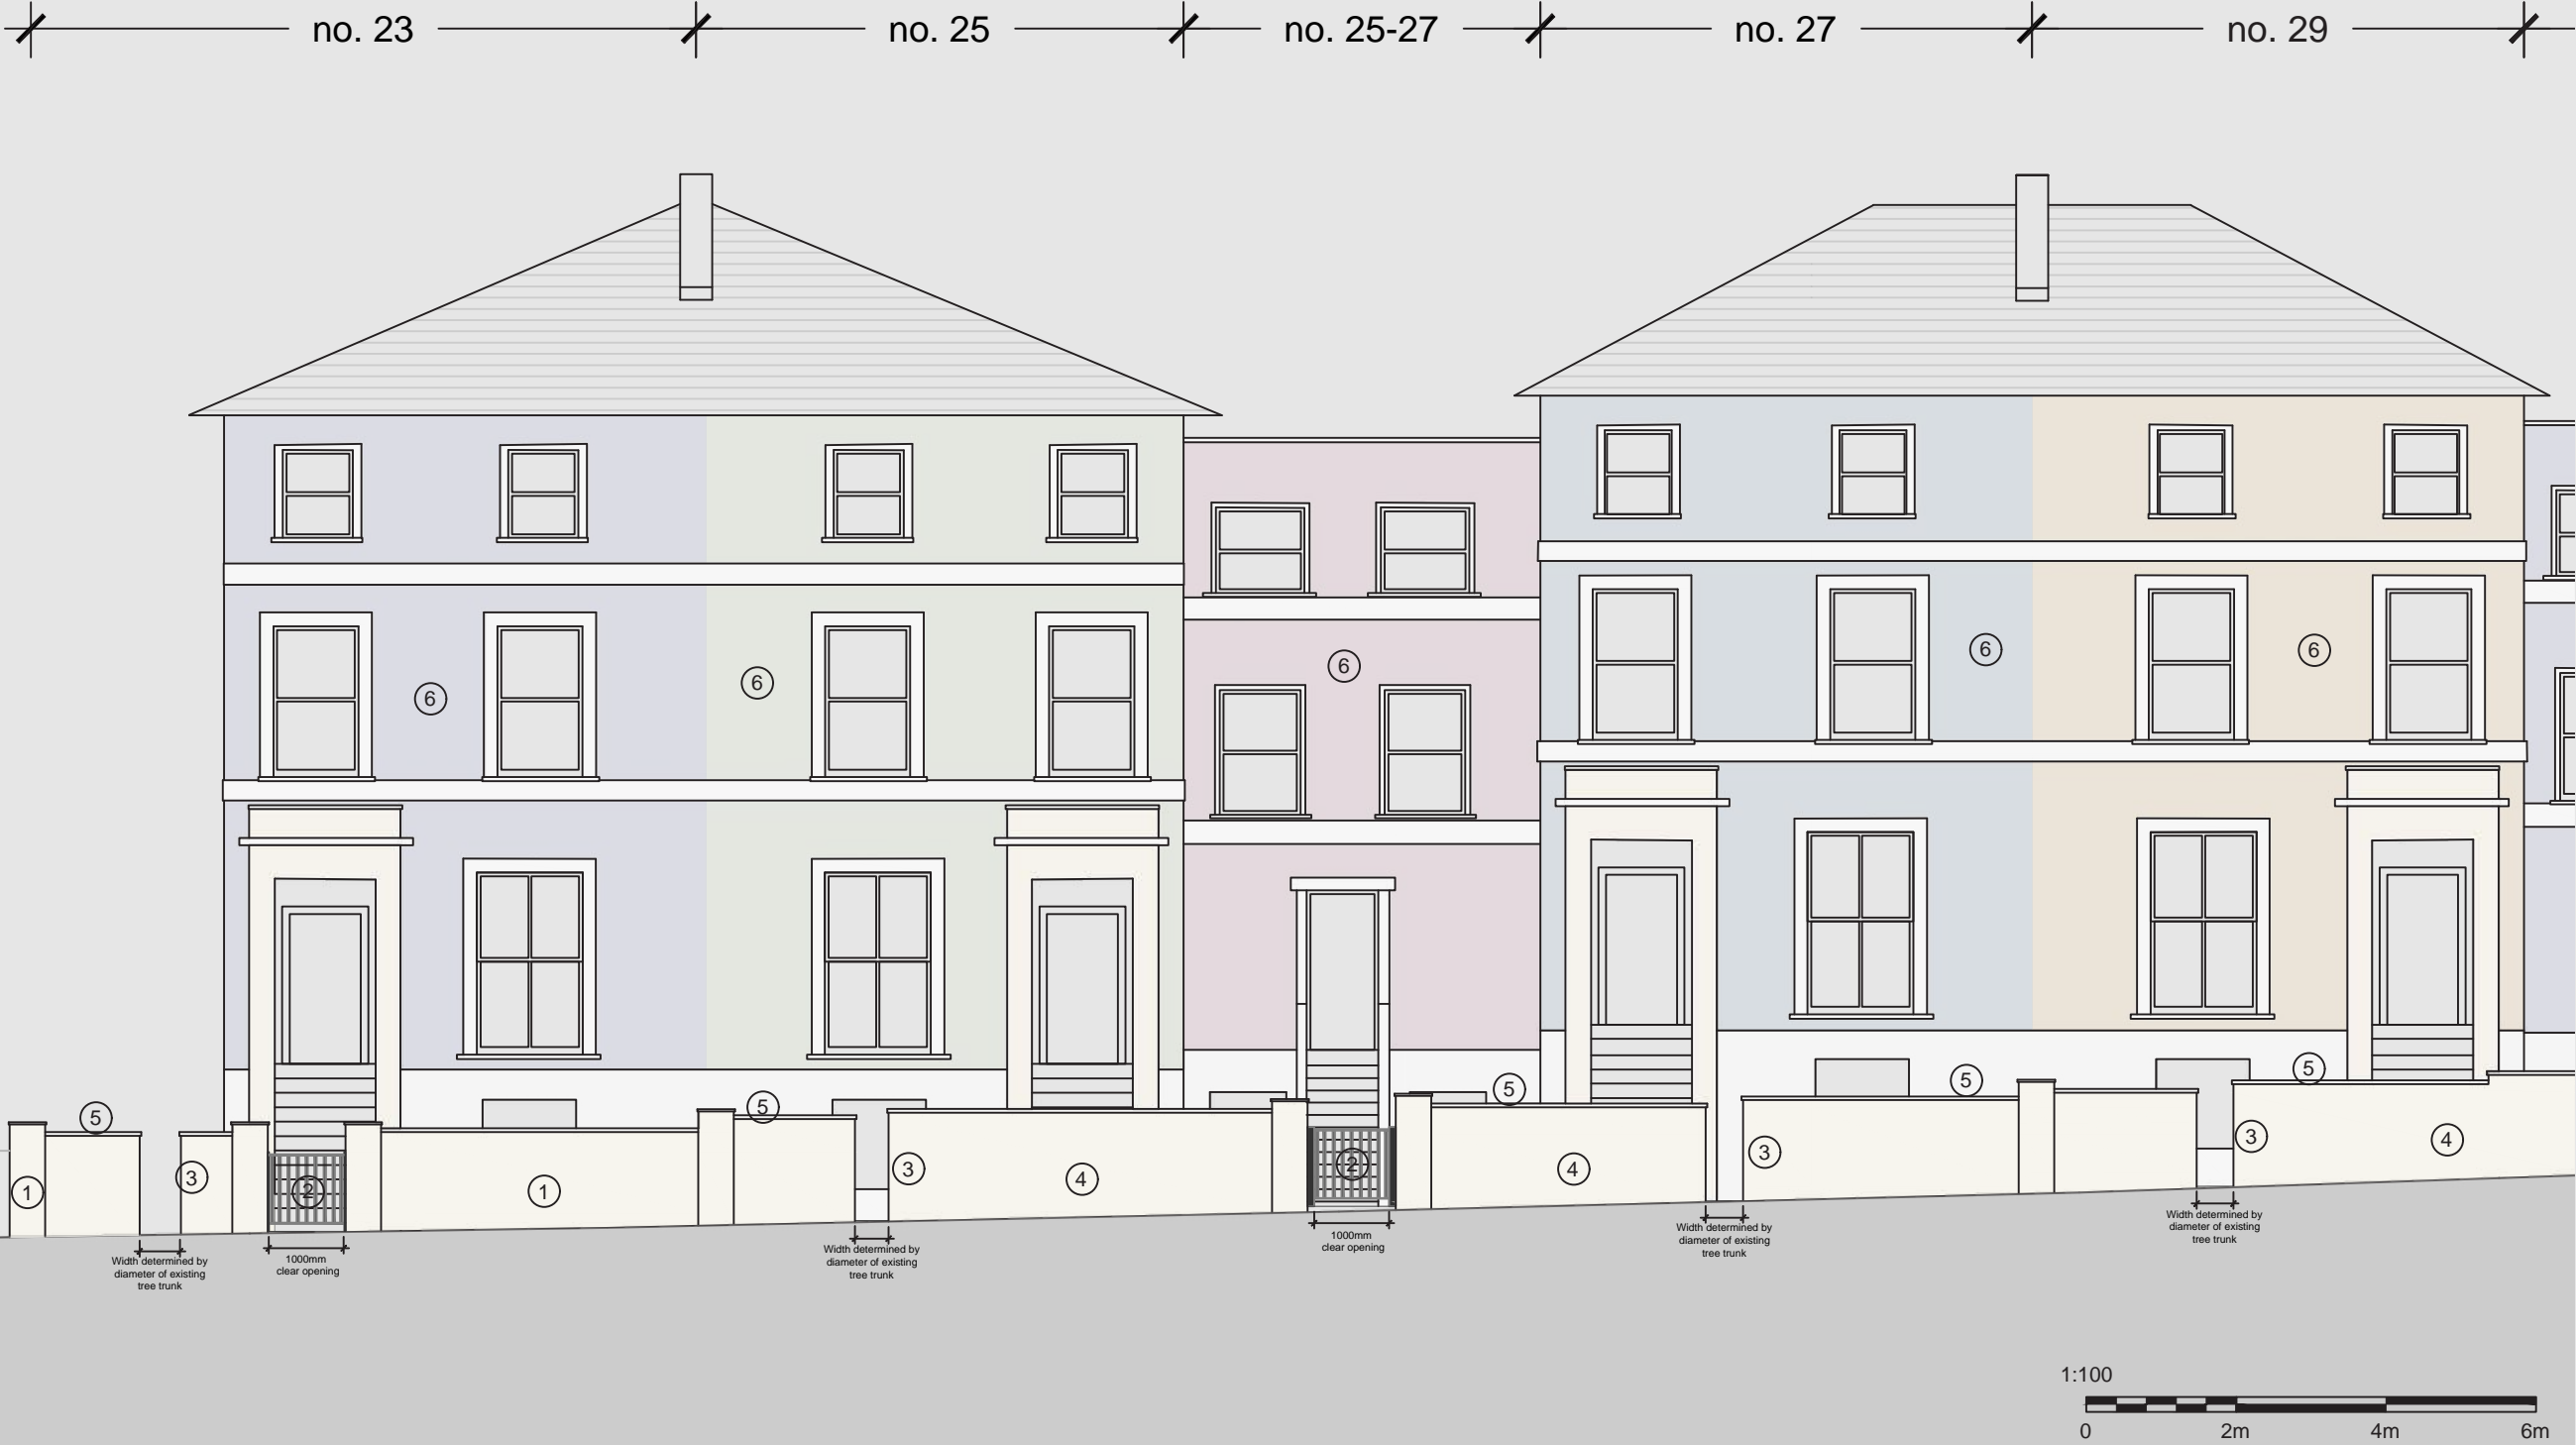 no. 23
no. 25
no. 25-27
no. 27
no. 29
6
6
6
6
6
5
5
5
5
5
1
3
2
1
3
4
2
4
3
3
4
Width determined by
diameter of existing
tree trunk
1000mm
clear opening
Width determined by
diameter of existing
tree trunk
1000mm
clear opening
Width determined by
diameter of existing
tree trunk
Width determined by
diameter of existing
tree trunk
1:100
0 2m 4m 6m